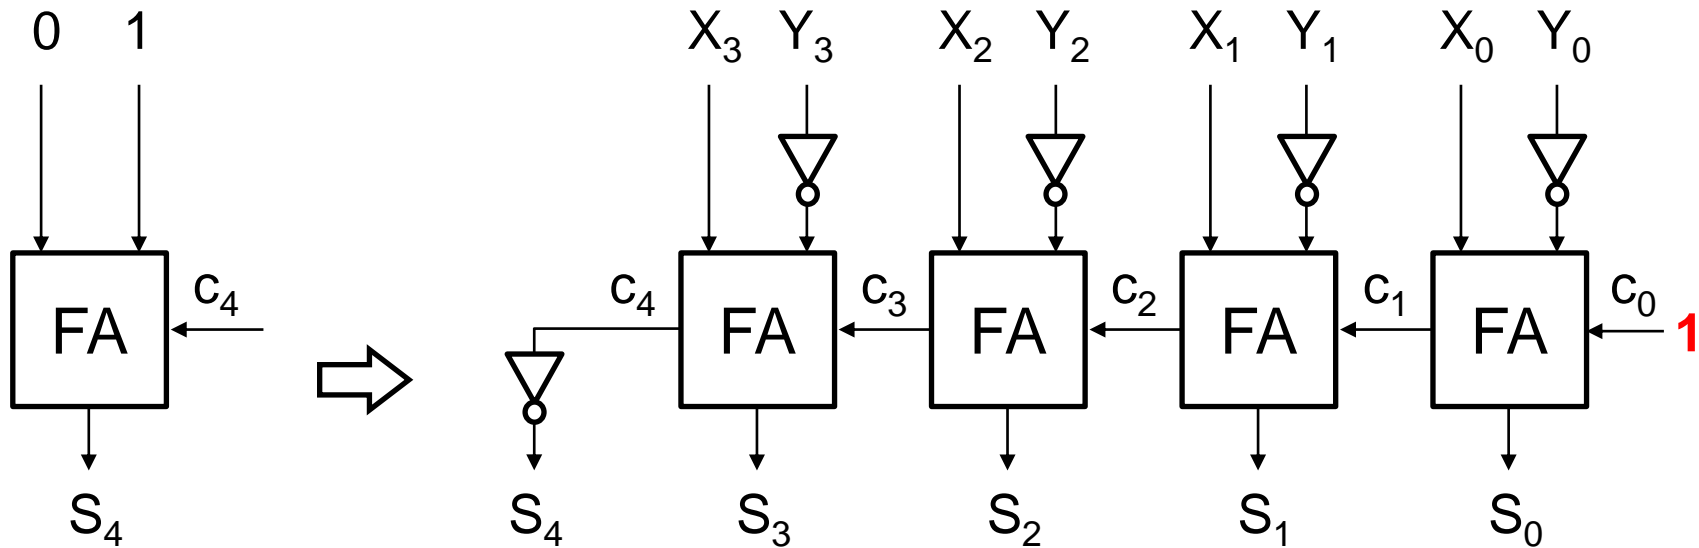 0 1 X3 Y3 X2 Y2 X1 Y1 X0 Y0
c4 c4 c3 c2 c1 c0
FA FA FA FA FA 1
S4 S4 S3 S2 S1 S0